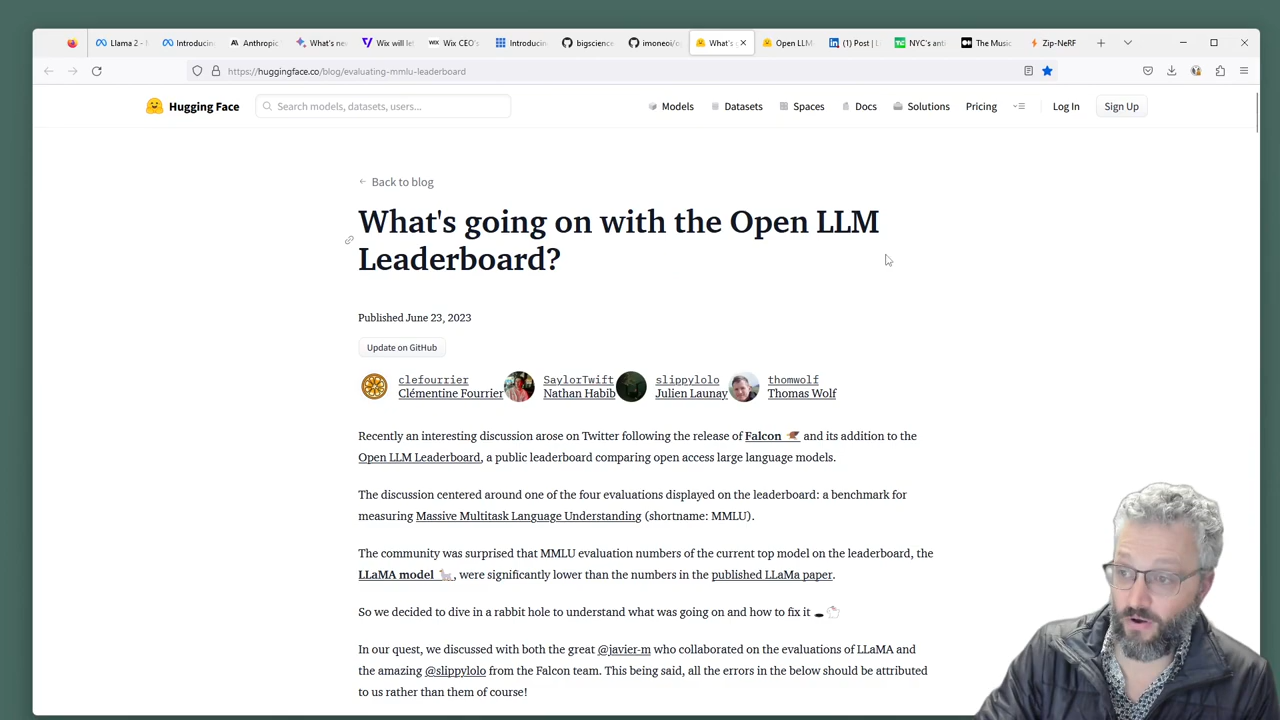 Llama 2 -
Introducin
Anthropic
What's ne
Wix will le
Wix CEO's
Introducin
bigscience
imoneoi/o
What's g
Open LLM
(1) Post | L
NYC's anti
The Music
Zip-NeRF
https://huggingface.co/blog/evaluating-mmlu-leaderboard
Hugging Face
Search models, datasets, users...
Models
Datasets
Spaces
Docs
Solutions
Pricing
Log In
Sign Up
← Back to blog
What's going on with the Open LLM
Leaderboard?
Published June 23, 2023
Update on GitHub
clefourrier
Clémentine Fourrier
SaylorTwift
Nathan Habib
slippylolo
Julien Launay
thomwolf
Thomas Wolf
Recently an interesting discussion arose on Twitter following the release of Falcon 🦅 and its addition to the
Open LLM Leaderboard, a public leaderboard comparing open access large language models.
The discussion centered around one of the four evaluations displayed on the leaderboard: a benchmark for
measuring Massive Multitask Language Understanding (shortname: MMLU).
The community was surprised that MMLU evaluation numbers of the current top model on the leaderboard, the
LLaMA model 🦙, were significantly lower than the numbers in the published LLaMa paper.
So we decided to dive in a rabbit hole to understand what was going on and how to fix it 🕳🐇
In our quest, we discussed with both the great @javier-m who collaborated on the evaluations of LLaMA and
the amazing @slippylolo from the Falcon team. This being said, all the errors in the below should be attributed
to us rather than them of course!